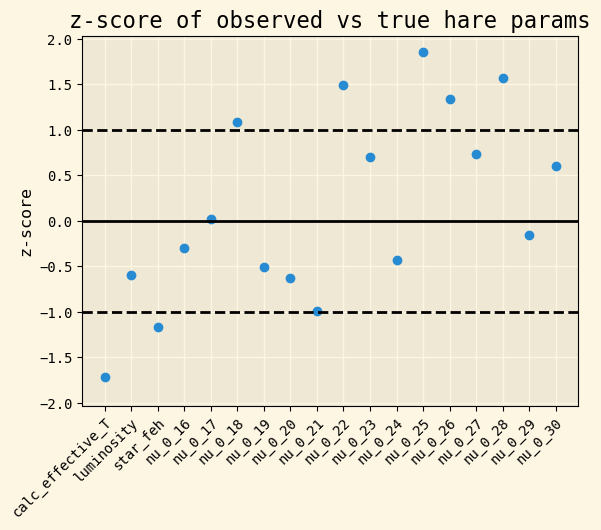 z-score of observed vs true hare params
z-score
2.0
1.5
1.0
0.5
0.0
−0.5
−1.0
−1.5
−2.0
calc_effective_T
luminosity
star_feh
nu_0_16
nu_0_17
nu_0_18
nu_0_19
nu_0_20
nu_0_21
nu_0_22
nu_0_23
nu_0_24
nu_0_25
nu_0_26
nu_0_27
nu_0_28
nu_0_29
nu_0_30